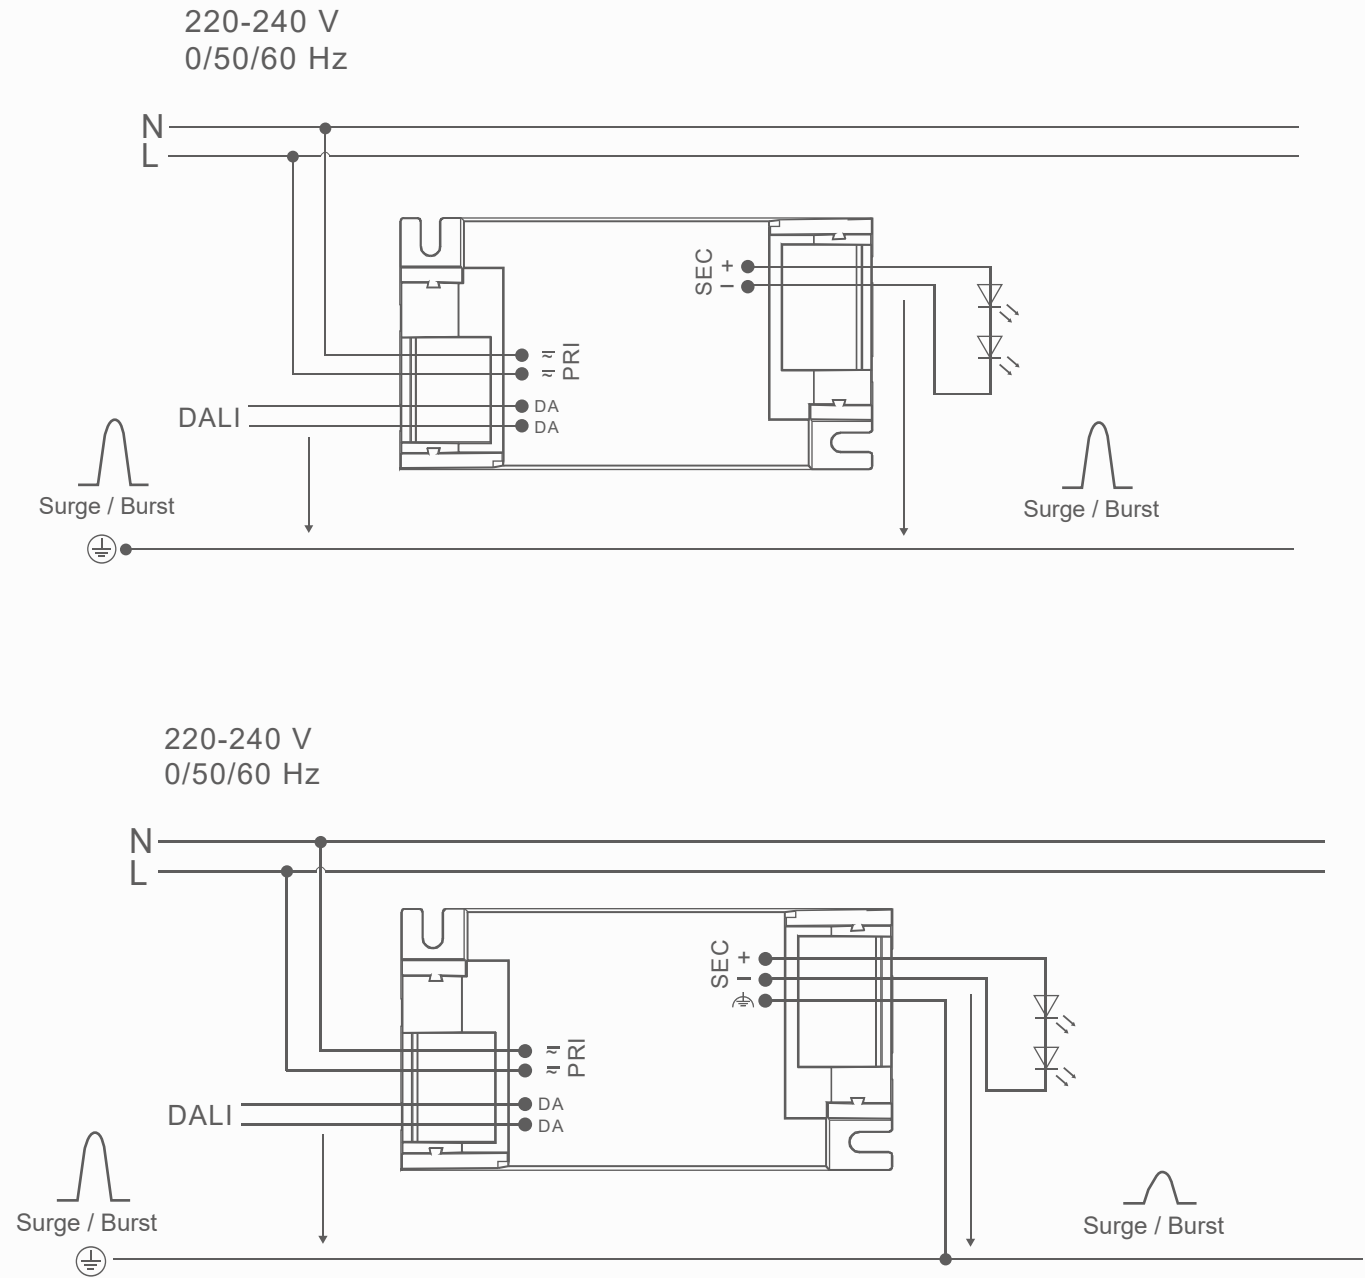 220-240 V
0/50/60 Hz
N
L
SEC
+
−
PRI
DALI
DA
DA
Surge / Burst
Surge / Burst
220-240 V
0/50/60 Hz
N
L
SEC
+
−
PRI
DALI
DA
DA
Surge / Burst
Surge / Burst